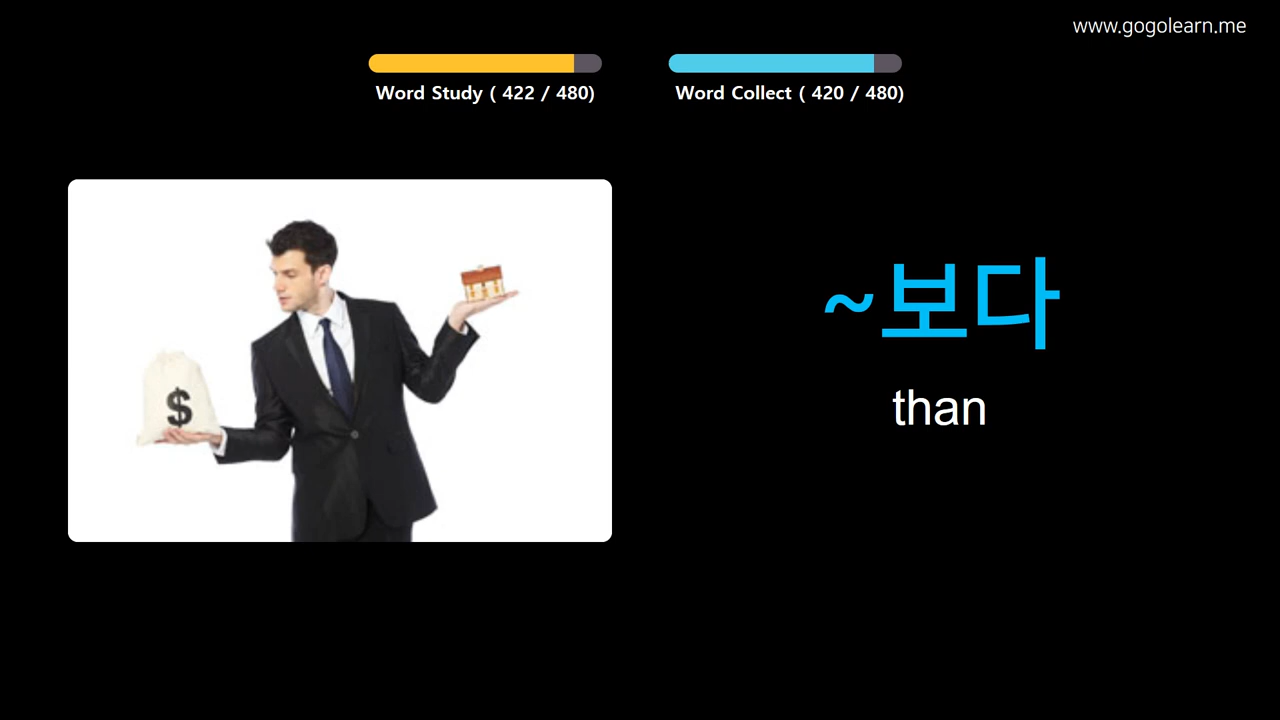 www.gogolearn.me
Word Study ( 422 / 480)
Word Collect ( 420 / 480)
~보다
than
$